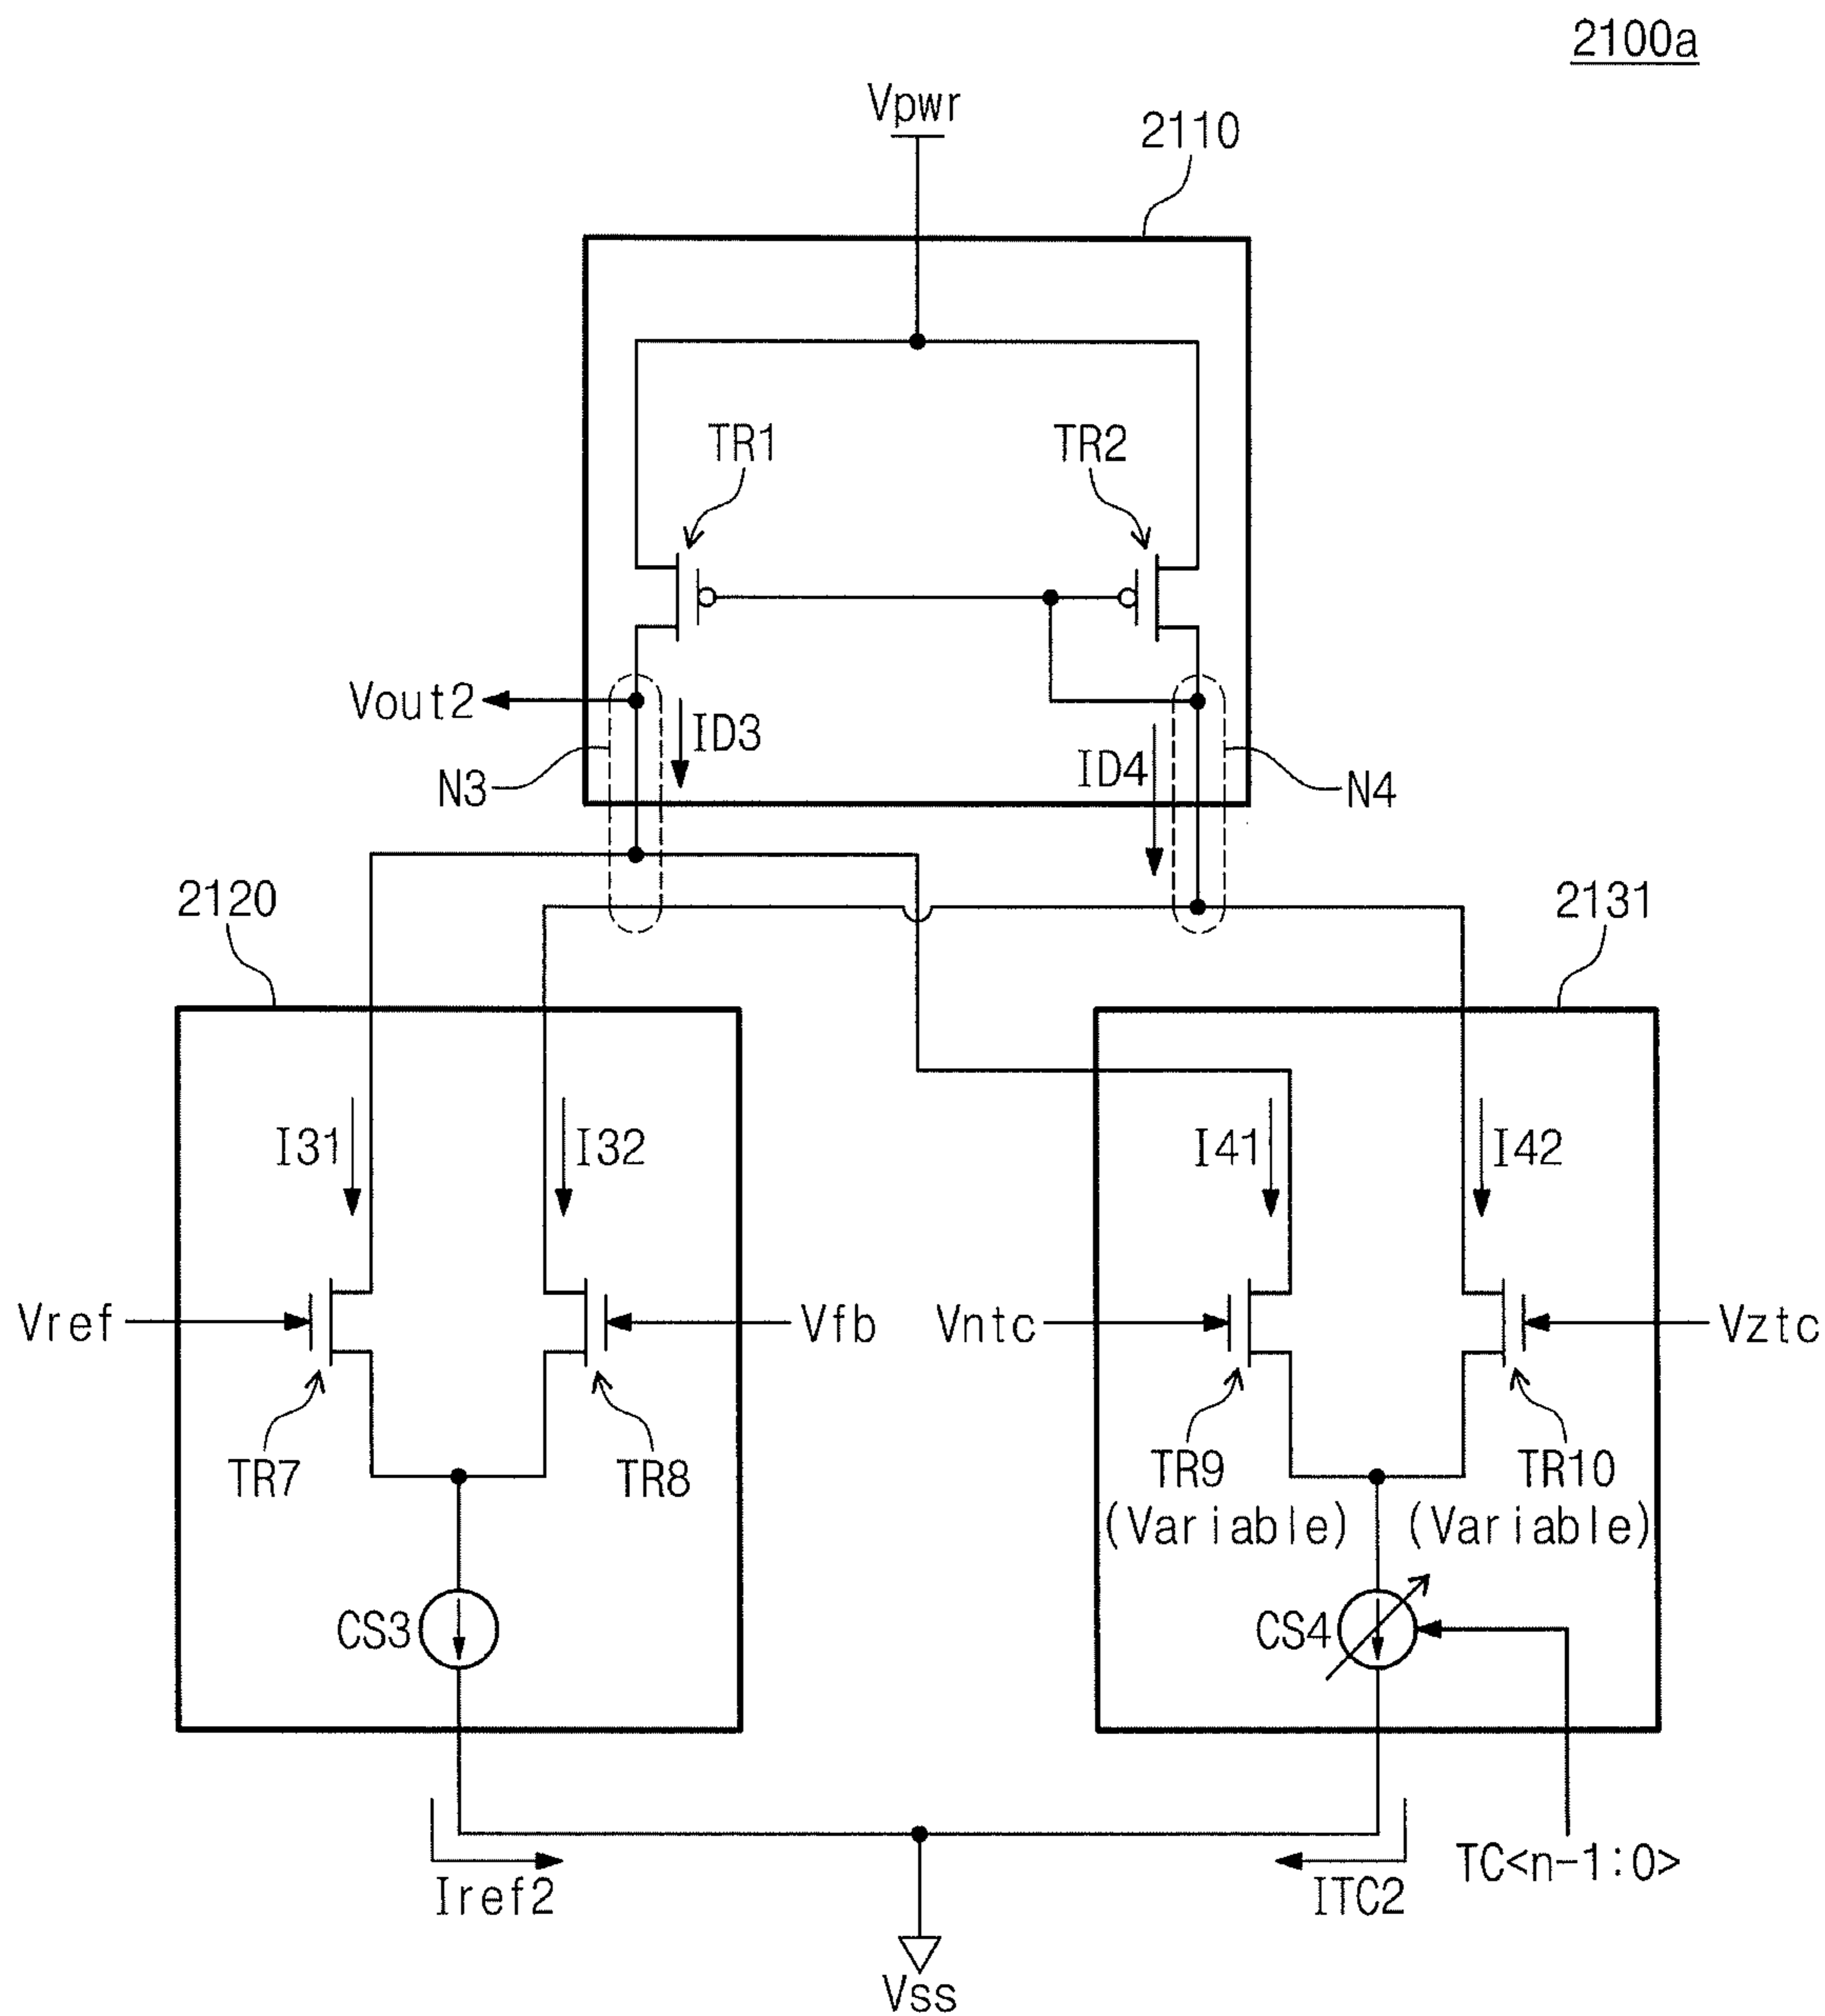 2100a
Vpwr
2110
TR1
TR2
Vout2
ID3
ID4
N3
N4
2120
2131
I31
I32
I41
I42
Vref
Vfb
Vntc
Vztc
TR7
TR8
TR9
(Variable)
TR10
(Variable)
CS3
CS4
Iref2
ITC2
TC<n-1:0>
Vss